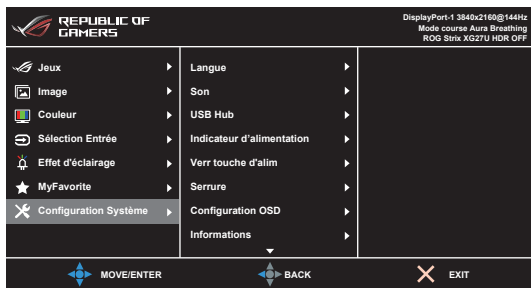 REPUBLIC OF
GAMERS
DisplayPort-1 3840x2160@144Hz
Mode course Aura Breathing
ROG Strix XG27U HDR OFF
Jeux
Image
Couleur
Sélection Entrée
Effet d'éclairage
MyFavorite
Configuration Système
Langue
Son
USB Hub
Indicateur d’alimentation
Verr touche d'alim
Serrure
Configuration OSD
Informations
MOVE/ENTER
BACK
EXIT